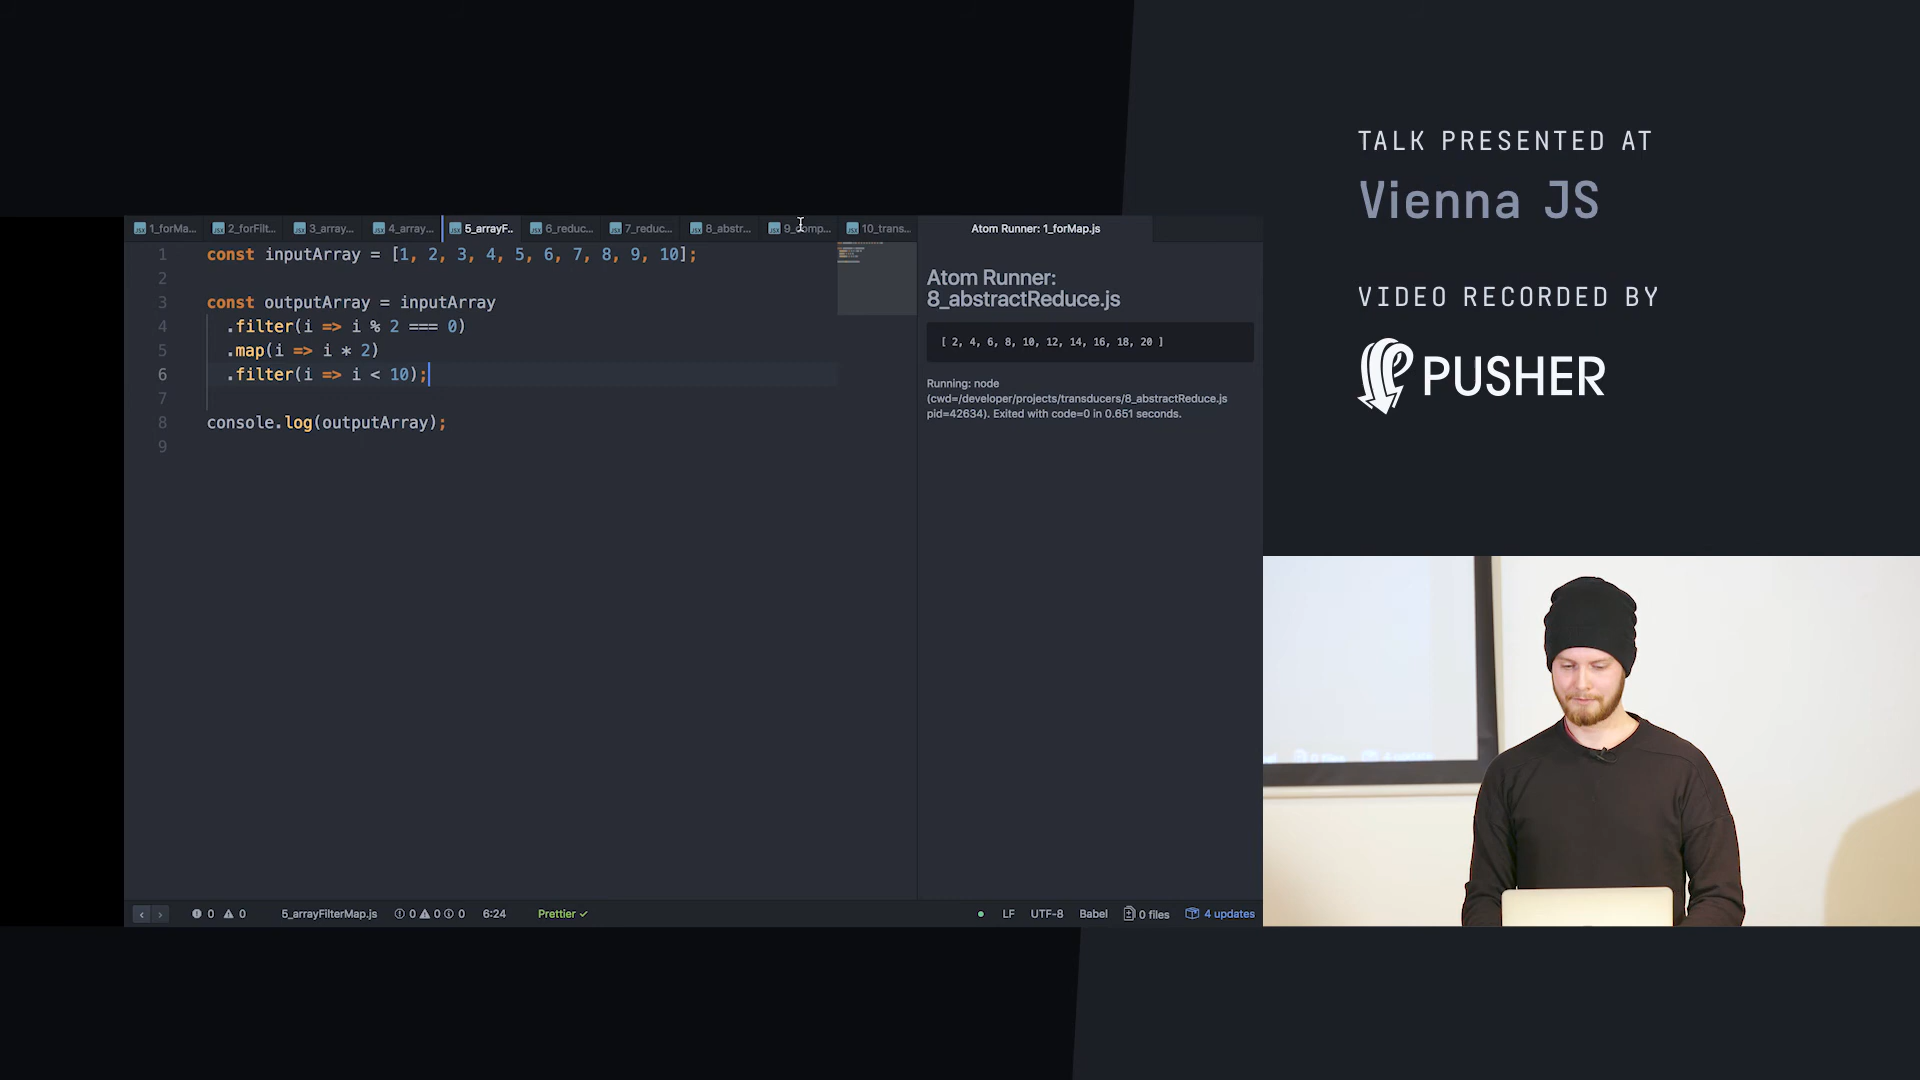 1_forMa...
2_forFilt...
3_array...
4_array...
5_arrayF..
6_reduc...
7_reduc...
8_abstr...
9_comp...
10_trans...
1 const inputArray = [1, 2, 3, 4, 5, 6, 7, 8, 9, 10];
2
3 const outputArray = inputArray
4 .filter(i => i % 2 === 0)
5 .map(i => i * 2)
6 .filter(i => i < 10);
7
8 console.log(outputArray);
9
Atom Runner: 1_forMap.js
Atom Runner:
8_abstractReduce.js
[ 2, 4, 6, 8, 10, 12, 14, 16, 18, 20 ]
Running: node
(cwd=/developer/projects/transducers/8_abstractReduce.js
pid=42634). Exited with code=0 in 0.651 seconds.
0 0 5_arrayFilterMap.js 0 0 0 6:24 Prettier ✓ LF UTF-8 Babel 0 files 4 updates
TALK PRESENTED AT
Vienna JS
VIDEO RECORDED BY
PUSHER